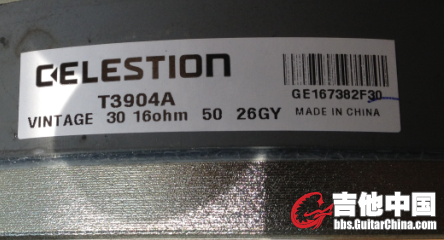 CELESTION
T3904A
VINTAGE 30 16ohm 50 26GY
GE167382F30
MADE IN CHINA
吉他中国
bbs.GuitarChina.com